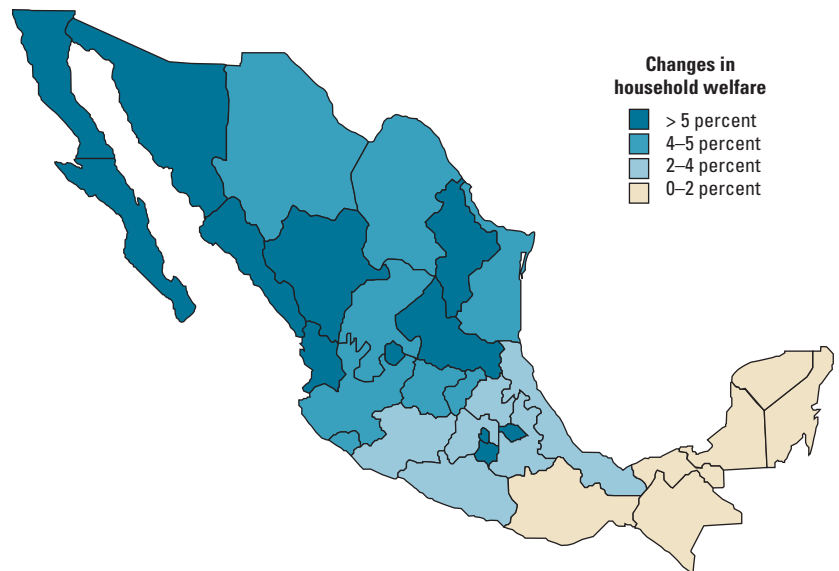 Changes in
household welfare
> 5 percent
4–5 percent
2–4 percent
0–2 percent